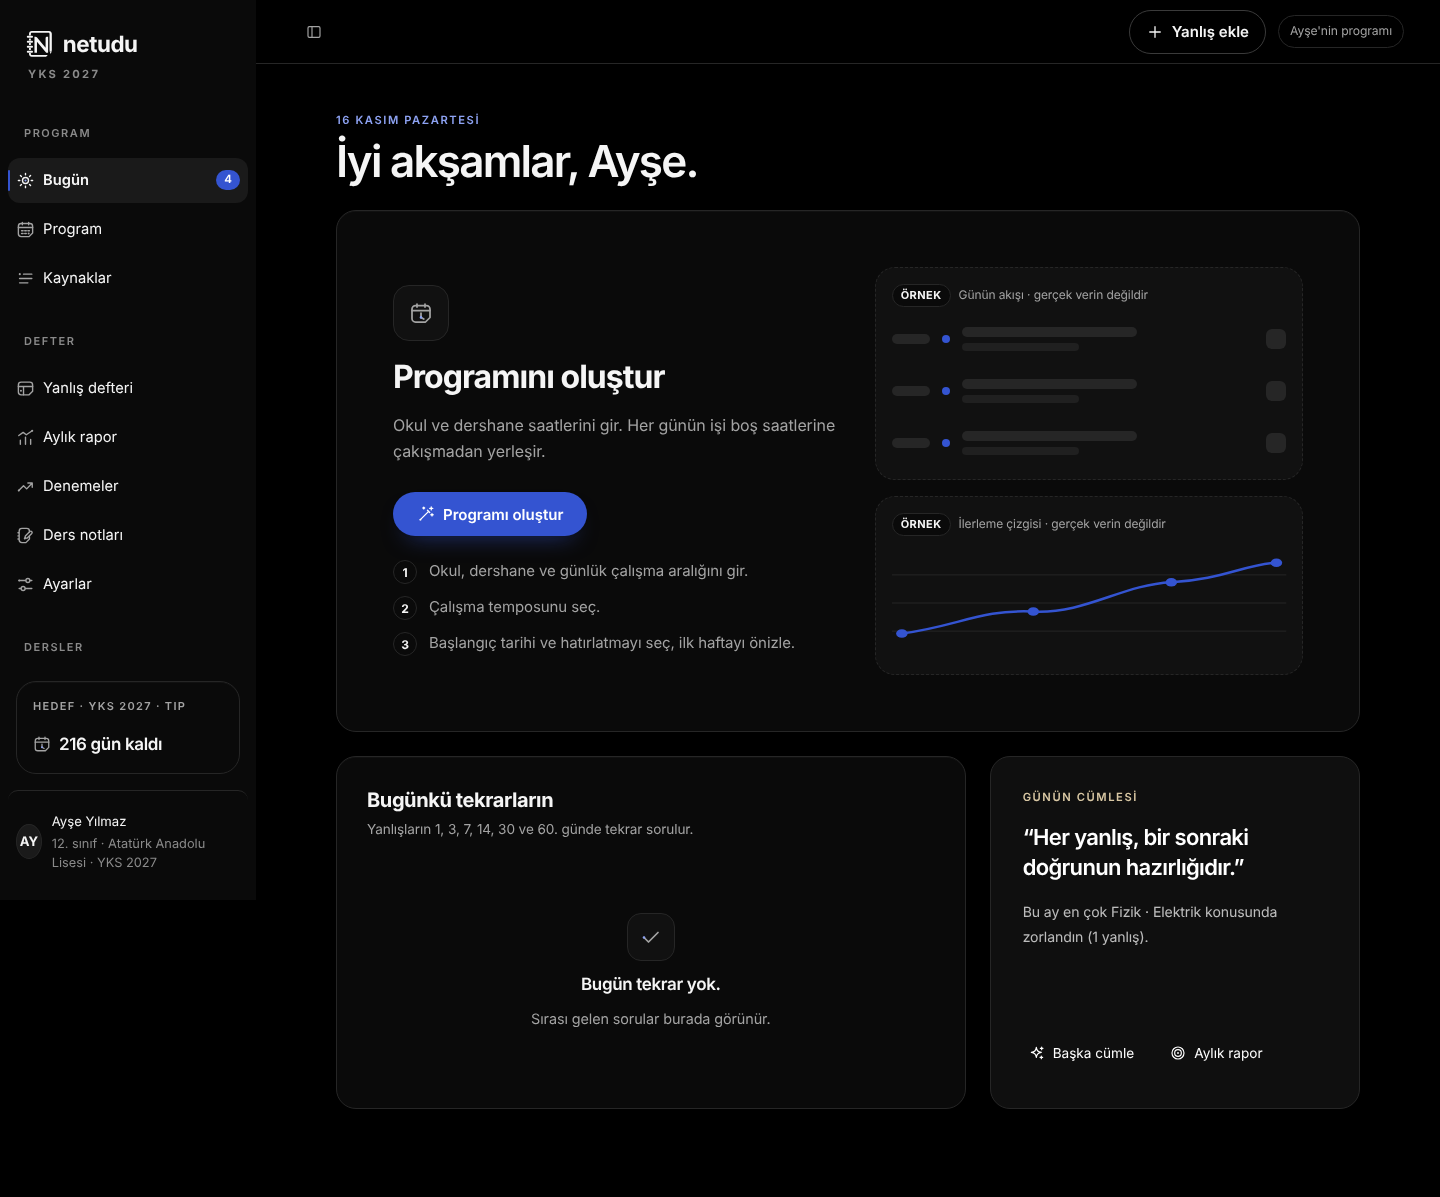 netudu
YKS 2027
PROGRAM
Bugün
4
Program
Kaynaklar
DEFTER
Yanlış defteri
Aylık rapor
Denemeler
Ders notları
Ayarlar
DERSLER
HEDEF · YKS 2027 · TIP
216 gün kaldı
AY
Ayşe Yılmaz
12. sınıf · Atatürk Anadolu
Lisesi · YKS 2027
Yanlış ekle
Ayşe'nin programı
16 KASIM PAZARTESİ
İyi akşamlar, Ayşe.
Programını oluştur
Okul ve dershane saatlerini gir. Her günün işi boş saatlerine
çakışmadan yerleşir.
Programı oluştur
1 Okul, dershane ve günlük çalışma aralığını gir.
2 Çalışma temposunu seç.
3 Başlangıç tarihi ve hatırlatmayı seç, ilk haftayı önizle.
ÖRNEK Günün akışı · gerçek verin değildir
ÖRNEK İlerleme çizgisi · gerçek verin değildir
Bugünkü tekrarların
Yanlışların 1, 3, 7, 14, 30 ve 60. günde tekrar sorulur.
Bugün tekrar yok.
Sırası gelen sorular burada görünür.
GÜNÜN CÜMLESİ
“Her yanlış, bir sonraki
doğrunun hazırlığıdır.”
Bu ay en çok Fizik · Elektrik konusunda
zorlandın (1 yanlış).
Başka cümle
Aylık rapor